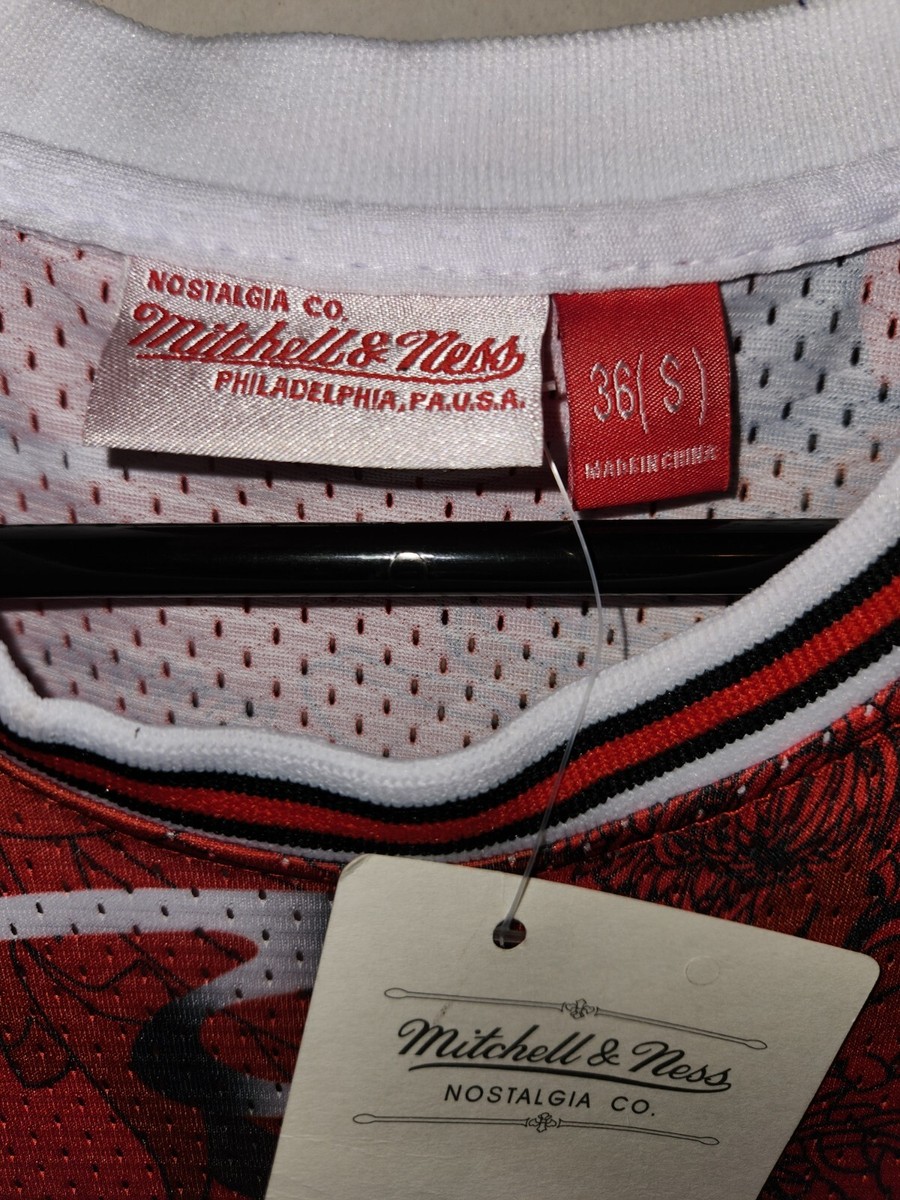 NOSTALGIA CO.
Mitchell & Ness
PHILADELPHIA, PA.U.S.A.
36(S)
MADE IN CHINA
Mitchell & Ness
NOSTALGIA CO.